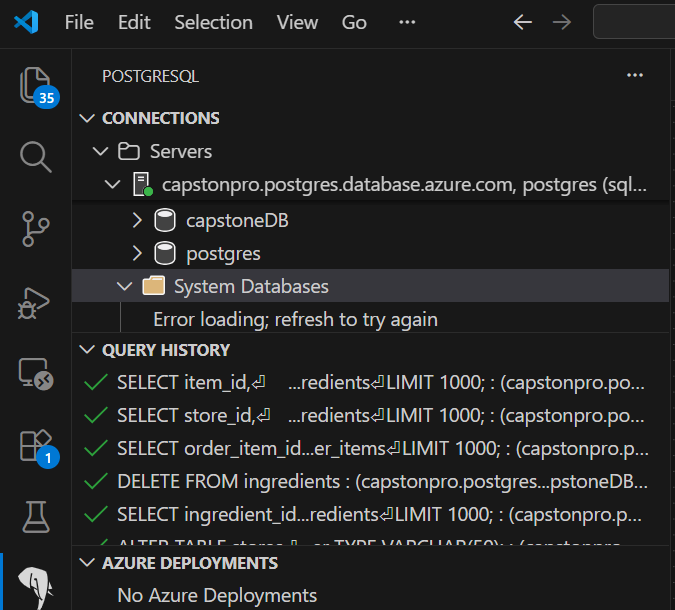 File Edit Selection View Go ···
35
POSTGRESQL ···
CONNECTIONS
Servers
capstonpro.postgres.database.azure.com, postgres (sql...
capstoneDB
postgres
System Databases
Error loading; refresh to try again
QUERY HISTORY
SELECT item_id,⏎ ...redients⏎LIMIT 1000; : (capstonpro.po...
SELECT store_id,⏎ ...redients⏎LIMIT 1000; : (capstonpro.po...
SELECT order_item_id...er_items⏎LIMIT 1000; : (capstonpro.p...
1
DELETE FROM ingredients : (capstonpro.postgres...pstoneDB...
SELECT ingredient_id...redients⏎LIMIT 1000; : (capstonpro.p...
ALTER TABLE stores⏎ ...er TYPE VARCHAR(50); : (capstonpro...
AZURE DEPLOYMENTS
No Azure Deployments